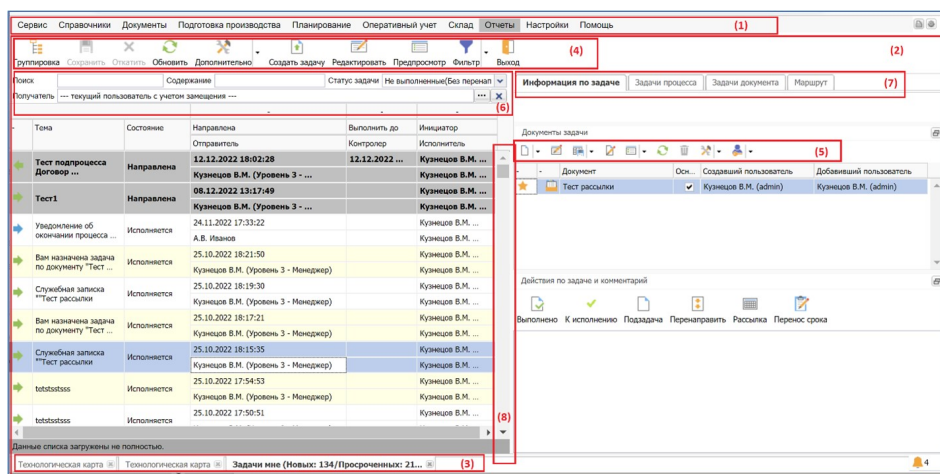 Сервис Справочники Документы Подготовка производства Планирование Оперативный учет Склад Отчеты Настройки Помощь (1)
(2)
Группировка Сохранить Откатить Обновить Дополнительно Создать задачу Редактировать Предпросмотр Фильтр Выход (4)
Поиск Содержание Статус задачи Не выполненные(Без перенап
Получатель --- текущий пользователь с учетом замещения --- ... X
(6)
Информация по задаче Задачи процесса Задачи документа Маршрут (7)
- Тема Состояние Направлена Выполнить до Инициатор
Отправитель Контролер Исполнитель
Тест подпроцесса Договор ... Направлена 12.12.2022 18:02:28 12.12.2022 ... Кузнецов В.М. ...
Кузнецов В.М. (Уровень 3 - ... Кузнецов В.М. ...
Тест1 Направлена 08.12.2022 13:17:49 Кузнецов В.М. ...
Кузнецов В.М. (Уровень 3 - ... Кузнецов В.М. ...
Уведомление об окончании процесса ... Исполняется 24.11.2022 17:33:22 Кузнецов В.М. ...
А.В. Иванов Кузнецов В.М. ...
Вам назначена задача по документу "Тест ... Исполняется 25.10.2022 18:21:50 Кузнецов В.М. ...
Кузнецов В.М. (Уровень 3 - Менеджер) Кузнецов В.М. ...
Служебная записка ""Тест рассылки Исполняется 25.10.2022 18:19:30 Кузнецов В.М. ...
Кузнецов В.М. (Уровень 3 - Менеджер) Кузнецов В.М. ...
Вам назначена задача по документу "Тест ... Исполняется 25.10.2022 18:17:21 Кузнецов В.М. ...
Кузнецов В.М. (Уровень 3 - Менеджер) Кузнецов В.М. ...
Служебная записка ""Тест рассылки Исполняется 25.10.2022 18:15:35 Кузнецов В.М. ...
Кузнецов В.М. (Уровень 3 - Менеджер) Кузнецов В.М. ...
tetstsstsss Исполняется 25.10.2022 17:54:53 Кузнецов В.М. ...
Кузнецов В.М. (Уровень 3 - Менеджер) Кузнецов В.М. ...
tetstsstsss Исполняется 25.10.2022 17:50:51 Кузнецов В.М. ...
(8)
Данные списка загружены не полностью.
Технологическая карта Технологическая карта Задачи мне (Новых: 134/Просроченных: 21... (3)
Документы задачи
(5)
- - Документ Осн... Создавший пользователь Добавивший пользователь
Тест рассылки Кузнецов В.М. (admin) Кузнецов В.М. (admin)
Действия по задаче и комментарий
Выполнено К исполнению Подзадача Перенаправить Рассылка Перенос срока
4